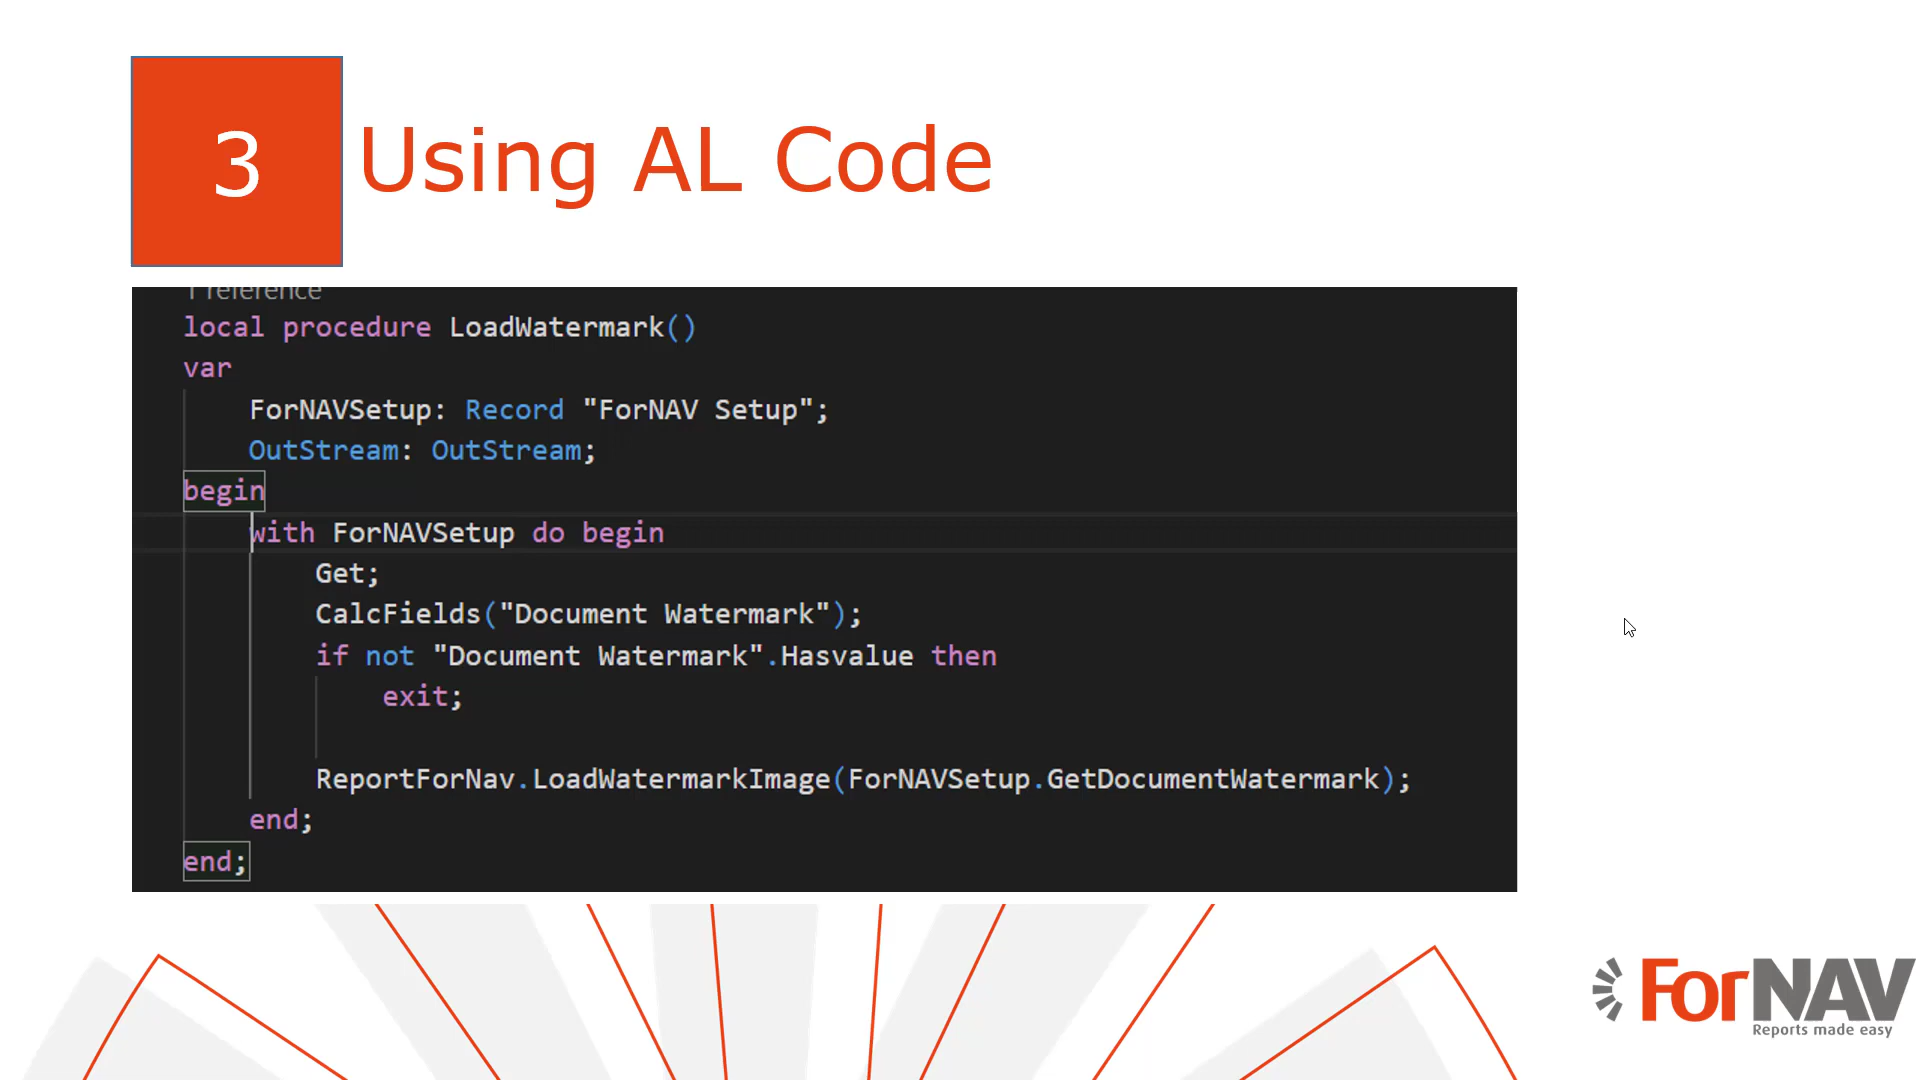 3
Using AL Code
1 reference
local procedure LoadWatermark()
var
ForNAVSetup: Record "ForNAV Setup";
OutStream: OutStream;
begin
with ForNAVSetup do begin
Get;
CalcFields("Document Watermark");
if not "Document Watermark".Hasvalue then
exit;
ReportForNav.LoadWatermarkImage(ForNAVSetup.GetDocumentWatermark);
end;
end;
ForNAV
Reports made easy